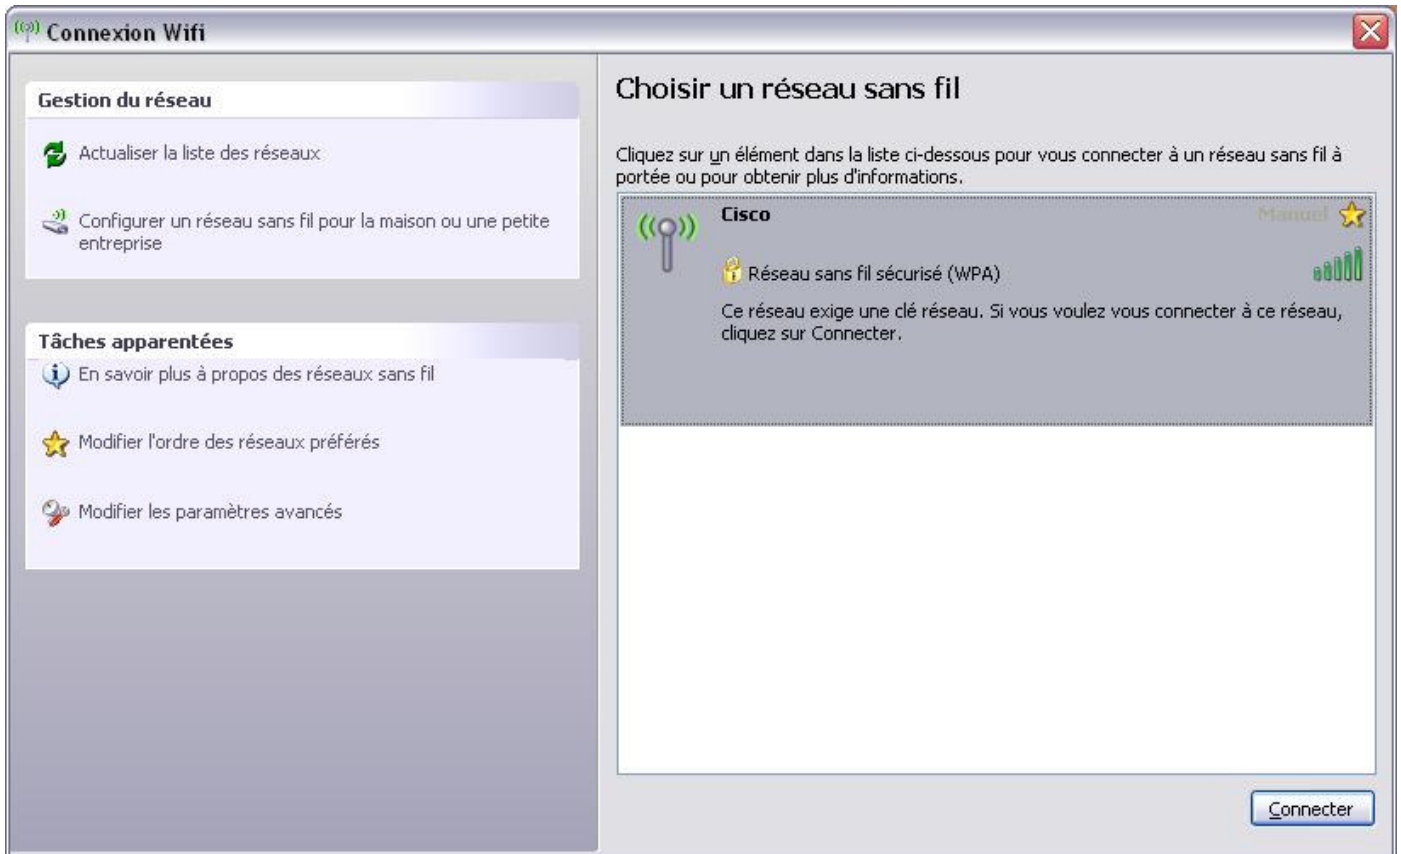 Connexion Wifi
Gestion du réseau
Actualiser la liste des réseaux
Configurer un réseau sans fil pour la maison ou une petite
entreprise
Tâches apparentées
En savoir plus à propos des réseaux sans fil
Modifier l'ordre des réseaux préférés
Modifier les paramètres avancés
Choisir un réseau sans fil
Cliquez sur un élément dans la liste ci-dessous pour vous connecter à un réseau sans fil à
portée ou pour obtenir plus d'informations.
Cisco Manuel
Réseau sans fil sécurisé (WPA)
Ce réseau exige une clé réseau. Si vous voulez vous connecter à ce réseau,
cliquez sur Connecter.
Connecter